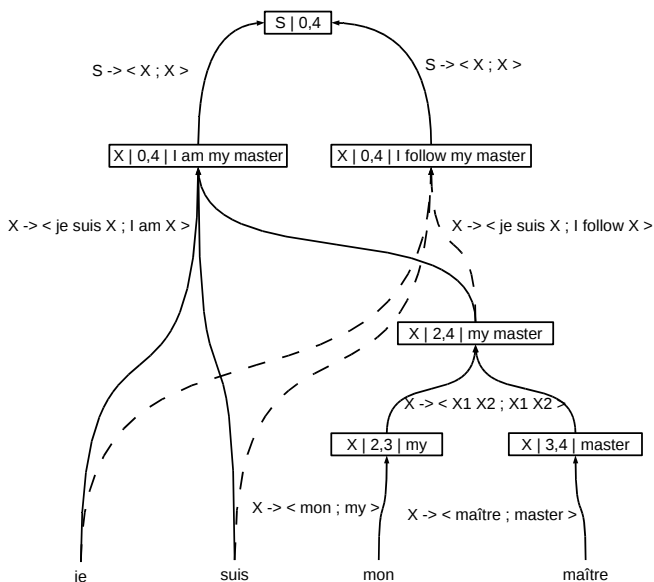 S | 0,4
S -> < X ; X >
S -> < X ; X >
X | 0,4 | I am my master
X | 0,4 | I follow my master
X -> < je suis X ; I am X >
X -> < je suis X ; I follow X >
X | 2,4 | my master
X -> < X1 X2 ; X1 X2 >
X | 2,3 | my
X | 3,4 | master
X -> < mon ; my >
X -> < maître ; master >
je
suis
mon
maître